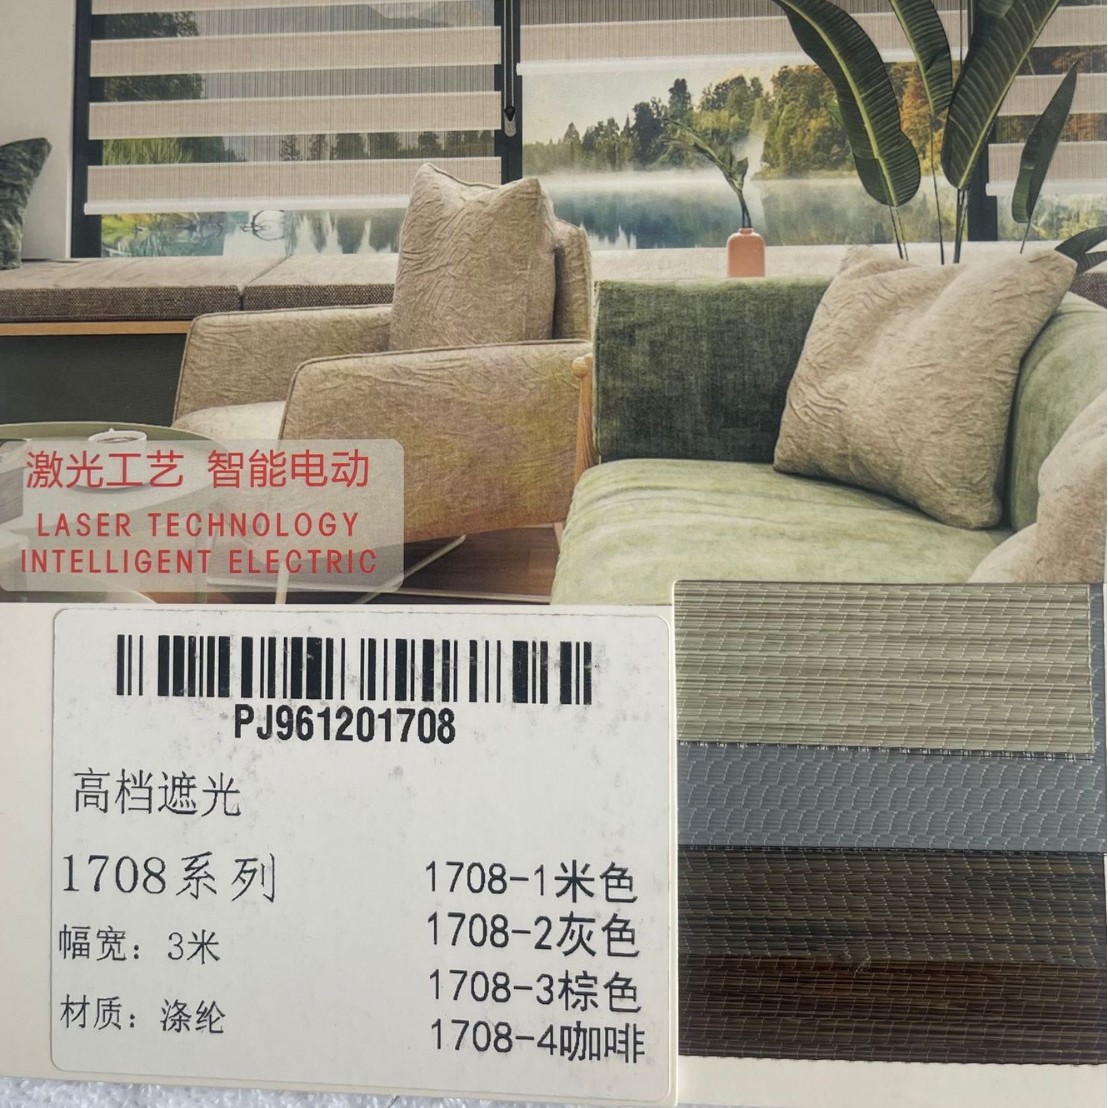 激光工艺 智能电动
LASER TECHNOLOGY
INTELLIGENT ELECTRIC
PJ961201708
高档遮光
1708系列
幅宽：3米
材质：涤纶
1708-1米色
1708-2灰色
1708-3棕色
1708-4咖啡